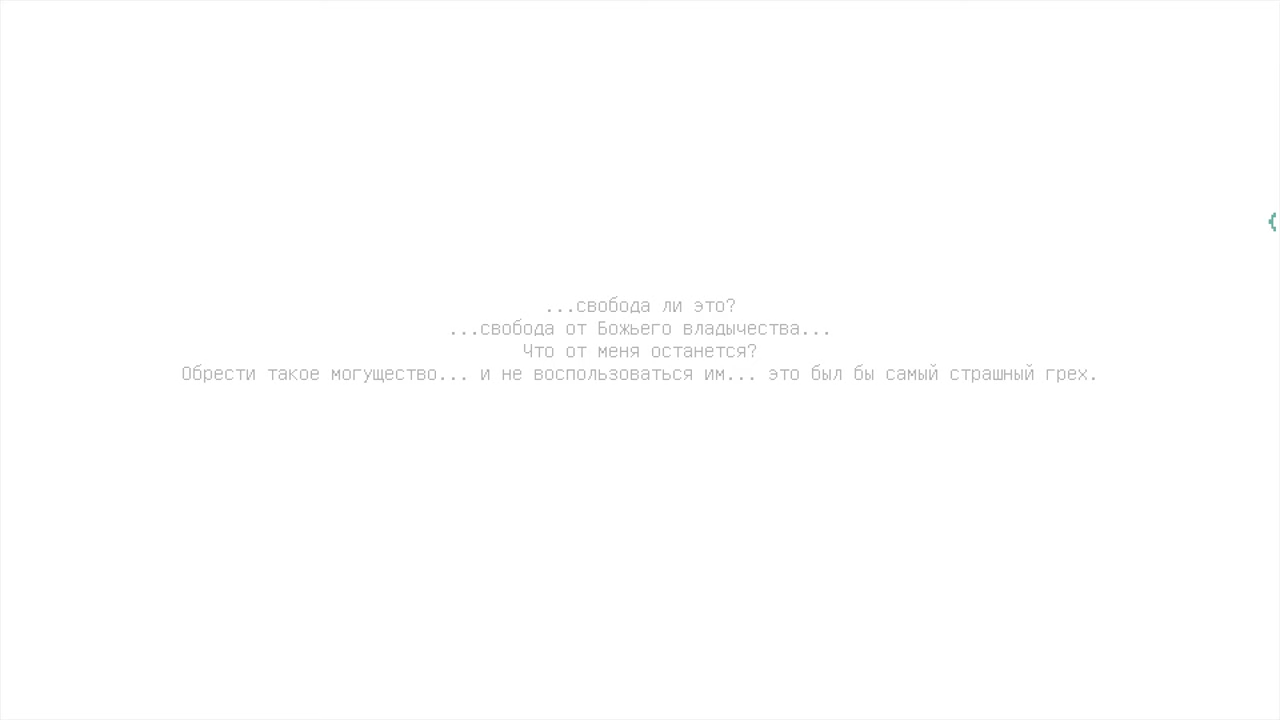 ...свобода ли это?
...свобода от Божьего владычества...
Что от меня останется?
Обрести такое могущество... и не воспользоваться им... это был бы самый страшный грех.